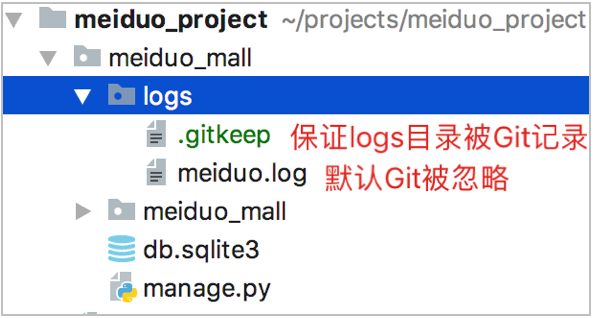 meiduo_project ~/projects/meiduo_project
meiduo_mall
logs
.gitkeep 保证logs目录被Git记录
meiduo.log 默认Git被忽略
meiduo_mall
db.sqlite3
manage.py